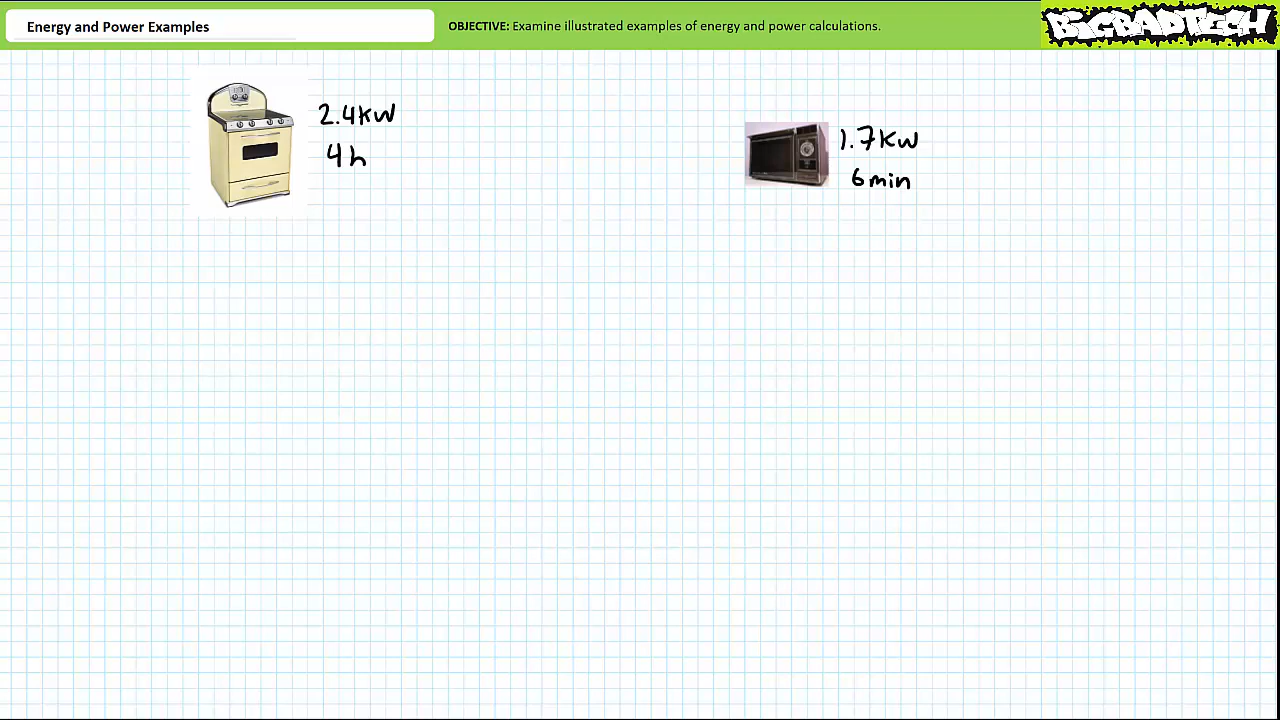 Energy and Power Examples
OBJECTIVE: Examine illustrated examples of energy and power calculations.
BIGBADTECH
2.4kW
4h
1.7kW
6min